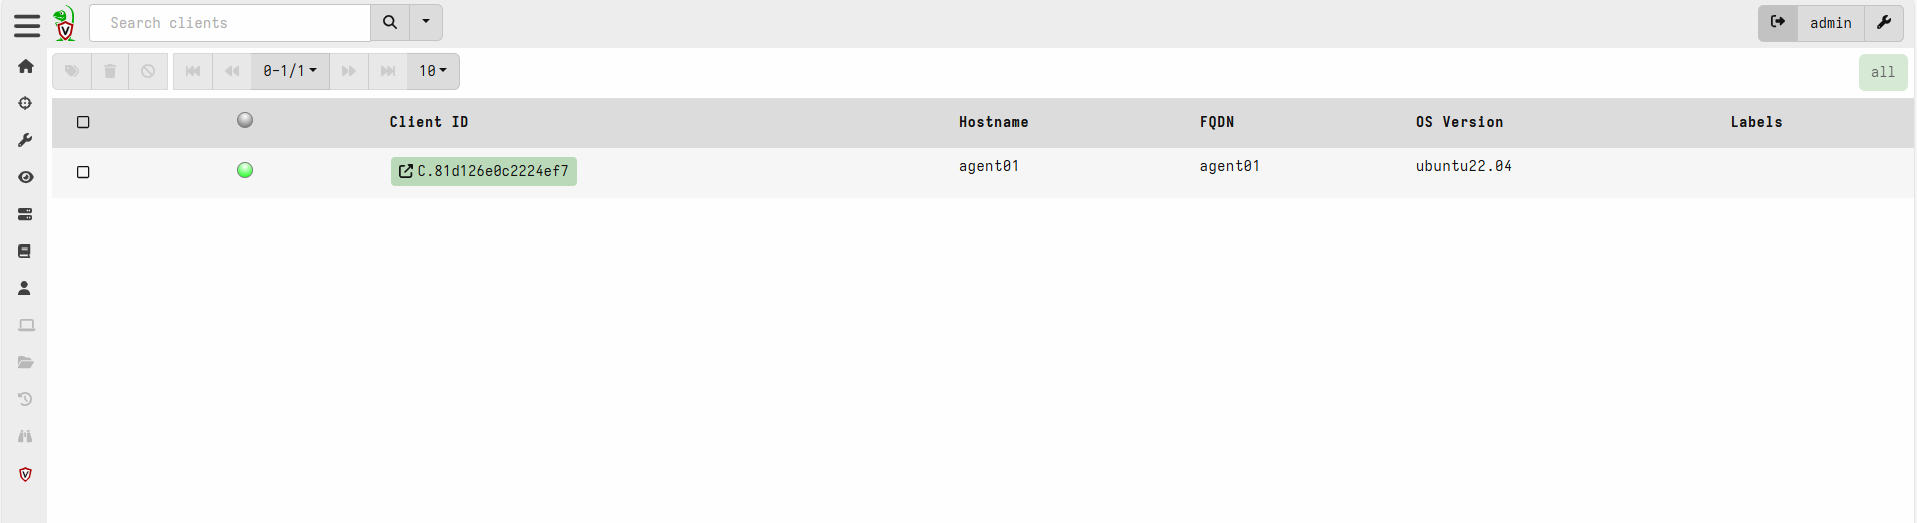 Search clients
admin
0-1/1
10
all
Client ID Hostname FQDN OS Version Labels
C.81d126e0c2224ef7 agent01 agent01 ubuntu22.04